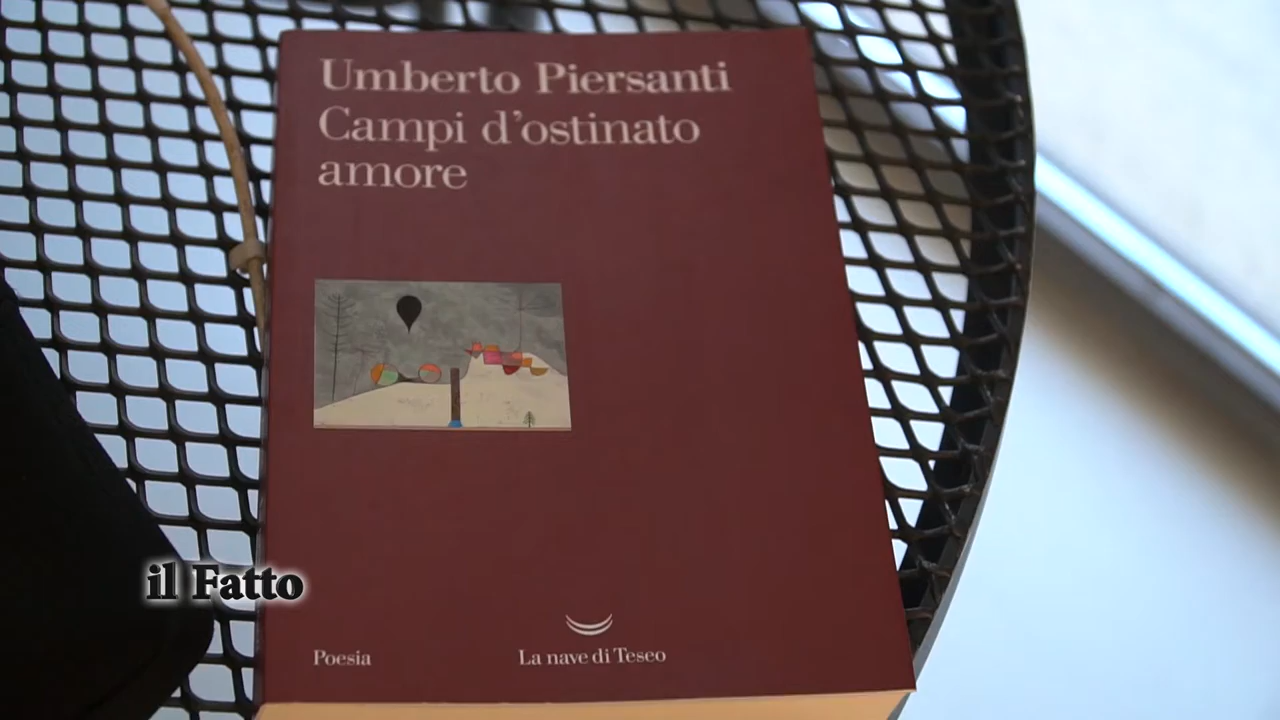 Umberto Piersanti
Campi d'ostinato
amore
il Fatto
Poesia
La nave di Teseo